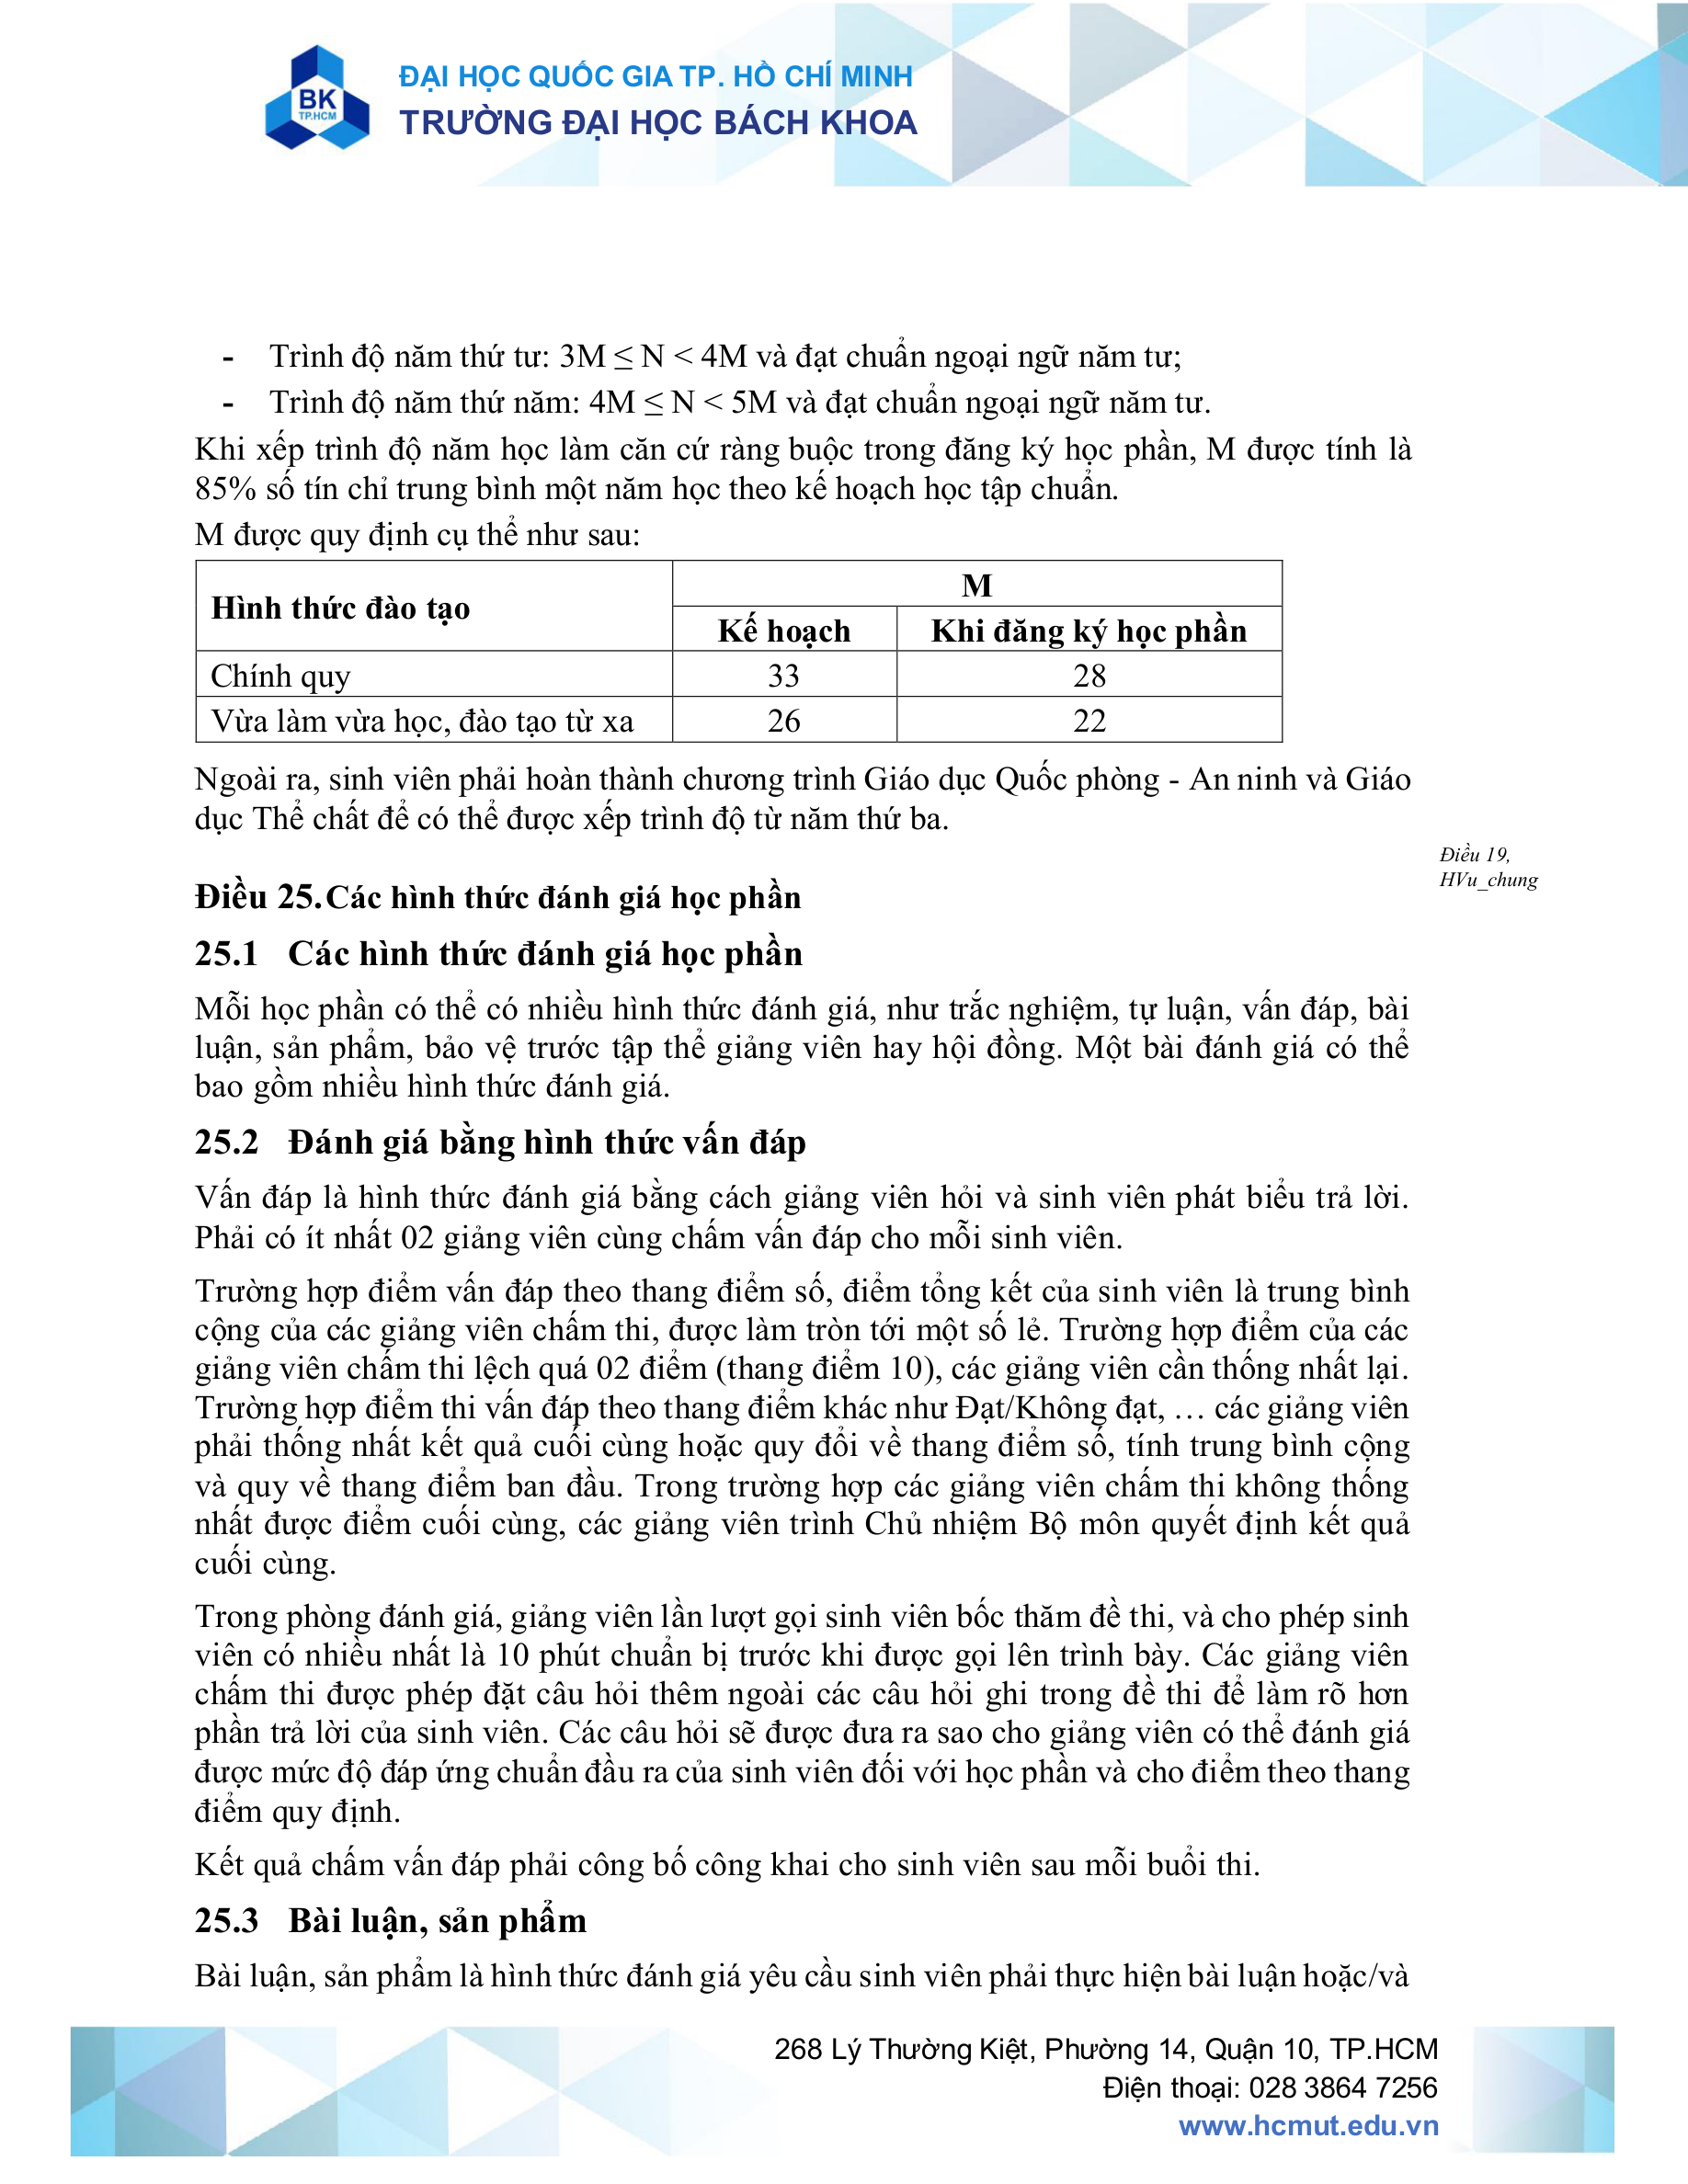 BK
TP.HCM
ĐẠI HỌC QUỐC GIA TP. HỒ CHÍ MINH
TRƯỜNG ĐẠI HỌC BÁCH KHOA
- Trình độ năm thứ tư: 3M ≤ N < 4M và đạt chuẩn ngoại ngữ năm tư;
- Trình độ năm thứ năm: 4M ≤ N < 5M và đạt chuẩn ngoại ngữ năm tư.
Khi xếp trình độ năm học làm căn cứ ràng buộc trong đăng ký học phần, M được tính là
85% số tín chỉ trung bình một năm học theo kế hoạch học tập chuẩn.
M được quy định cụ thể như sau:
Hình thức đào tạo
M
Kế hoạch Khi đăng ký học phần
Chính quy 33 28
Vừa làm vừa học, đào tạo từ xa 26 22
Ngoài ra, sinh viên phải hoàn thành chương trình Giáo dục Quốc phòng - An ninh và Giáo
dục Thể chất để có thể được xếp trình độ từ năm thứ ba.
Điều 19,
HVu_chung
Điều 25. Các hình thức đánh giá học phần
25.1 Các hình thức đánh giá học phần
Mỗi học phần có thể có nhiều hình thức đánh giá, như trắc nghiệm, tự luận, vấn đáp, bài
luận, sản phẩm, bảo vệ trước tập thể giảng viên hay hội đồng. Một bài đánh giá có thể
bao gồm nhiều hình thức đánh giá.
25.2 Đánh giá bằng hình thức vấn đáp
Vấn đáp là hình thức đánh giá bằng cách giảng viên hỏi và sinh viên phát biểu trả lời.
Phải có ít nhất 02 giảng viên cùng chấm vấn đáp cho mỗi sinh viên.
Trường hợp điểm vấn đáp theo thang điểm số, điểm tổng kết của sinh viên là trung bình
cộng của các giảng viên chấm thi, được làm tròn tới một số lẻ. Trường hợp điểm của các
giảng viên chấm thi lệch quá 02 điểm (thang điểm 10), các giảng viên cần thống nhất lại.
Trường hợp điểm thi vấn đáp theo thang điểm khác như Đạt/Không đạt, … các giảng viên
phải thống nhất kết quả cuối cùng hoặc quy đổi về thang điểm số, tính trung bình cộng
và quy về thang điểm ban đầu. Trong trường hợp các giảng viên chấm thi không thống
nhất được điểm cuối cùng, các giảng viên trình Chủ nhiệm Bộ môn quyết định kết quả
cuối cùng.
Trong phòng đánh giá, giảng viên lần lượt gọi sinh viên bốc thăm đề thi, và cho phép sinh
viên có nhiều nhất là 10 phút chuẩn bị trước khi được gọi lên trình bày. Các giảng viên
chấm thi được phép đặt câu hỏi thêm ngoài các câu hỏi ghi trong đề thi để làm rõ hơn
phần trả lời của sinh viên. Các câu hỏi sẽ được đưa ra sao cho giảng viên có thể đánh giá
được mức độ đáp ứng chuẩn đầu ra của sinh viên đối với học phần và cho điểm theo thang
điểm quy định.
Kết quả chấm vấn đáp phải công bố công khai cho sinh viên sau mỗi buổi thi.
25.3 Bài luận, sản phẩm
Bài luận, sản phẩm là hình thức đánh giá yêu cầu sinh viên phải thực hiện bài luận hoặc/và
268 Lý Thường Kiệt, Phường 14, Quận 10, TP.HCM
Điện thoại: 028 3864 7256
www.hcmut.edu.vn